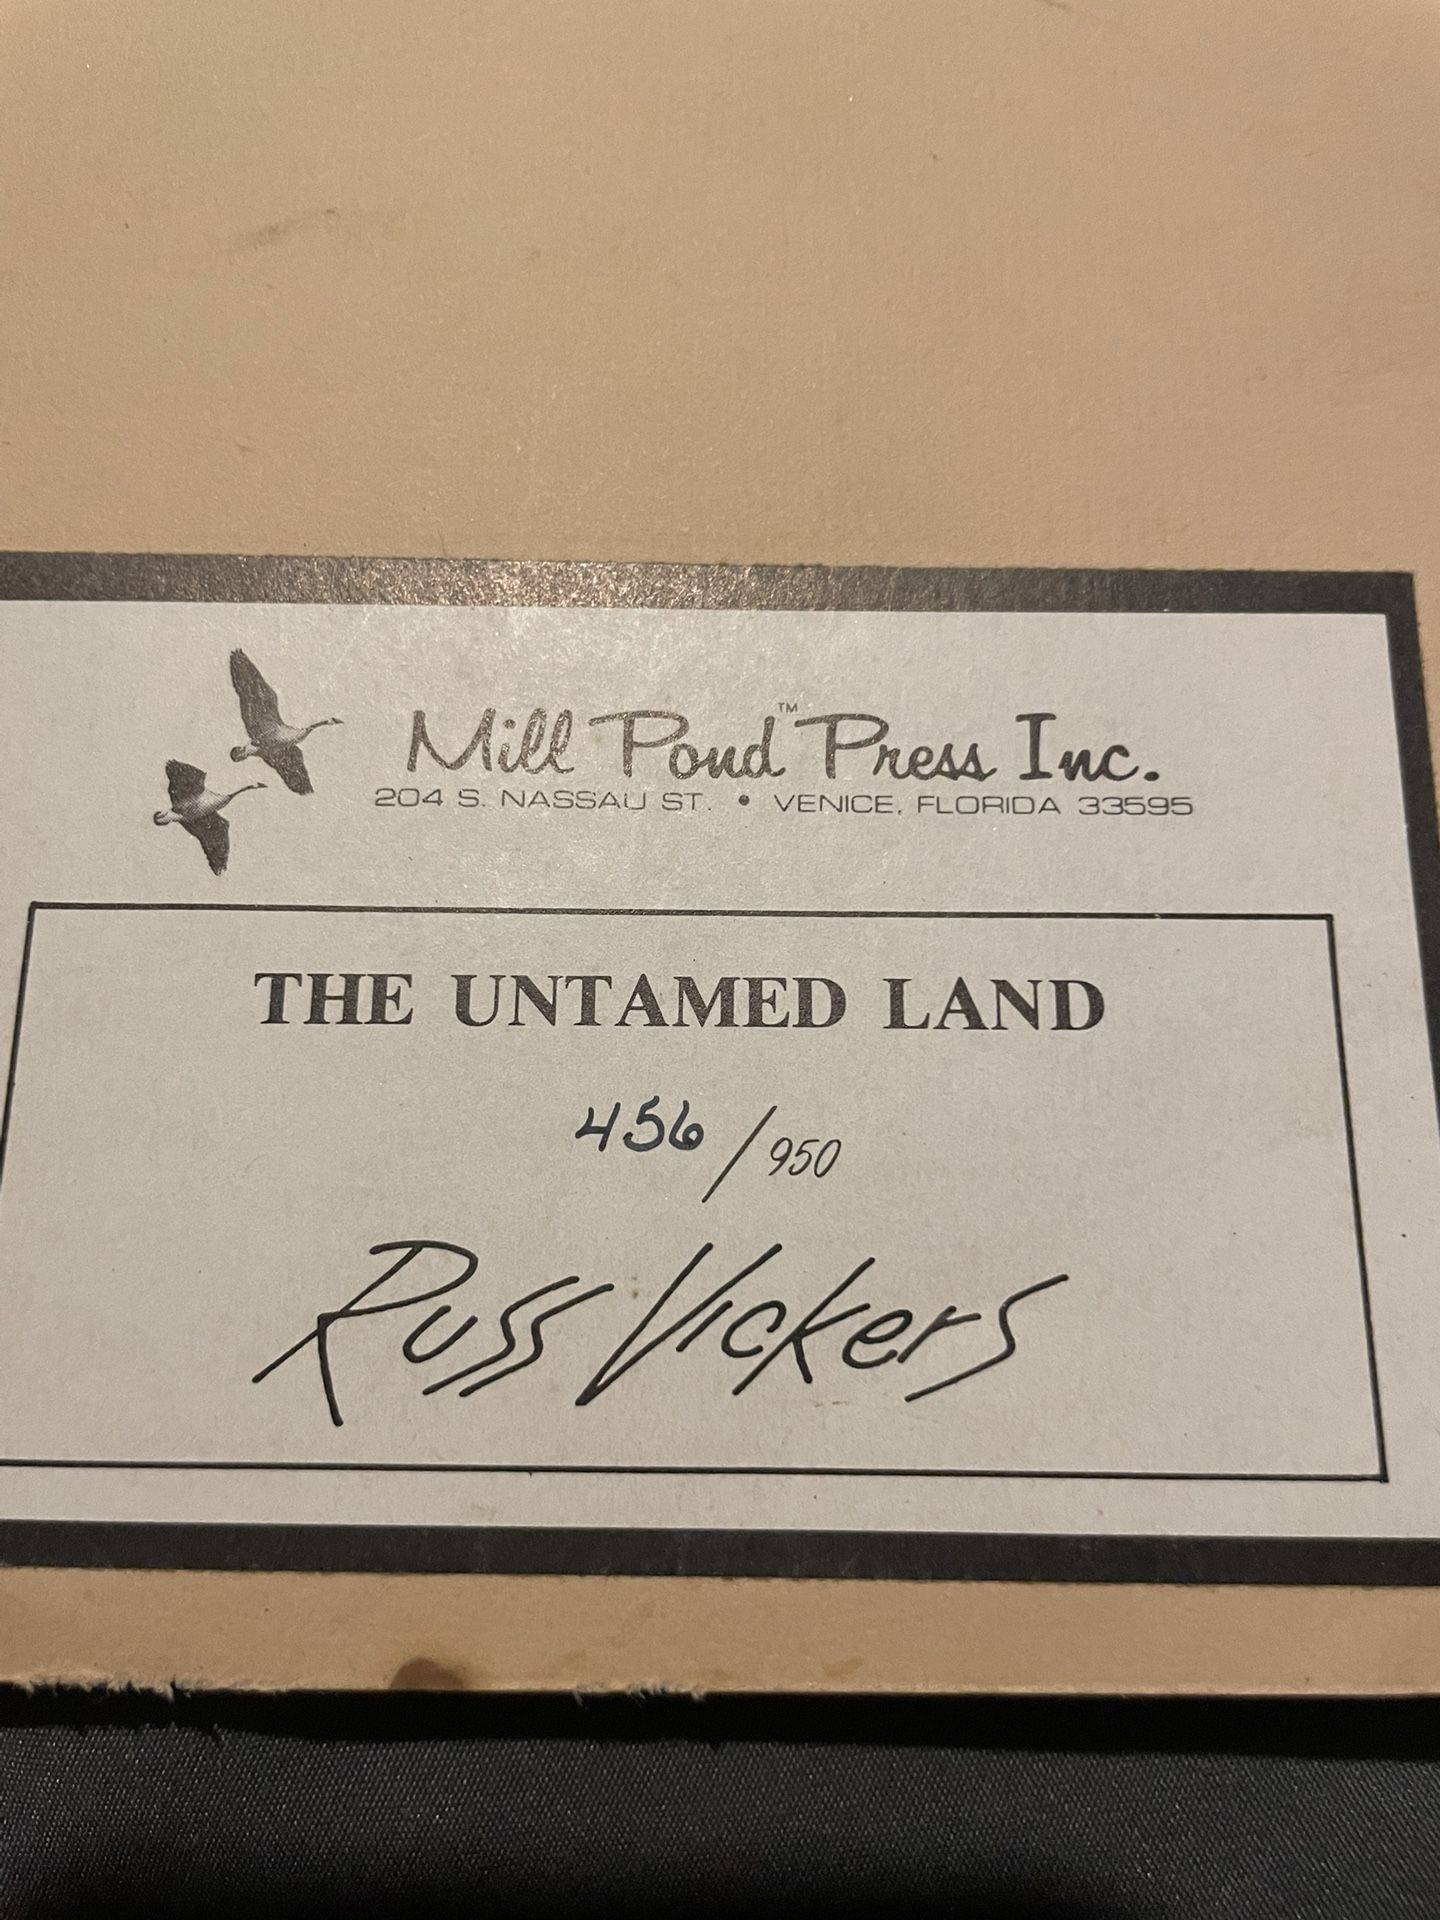 Mill Pond™ Press Inc.
204 S. NASSAU ST. • VENICE, FLORIDA 33595
THE UNTAMED LAND
456/950
Russ Vickers